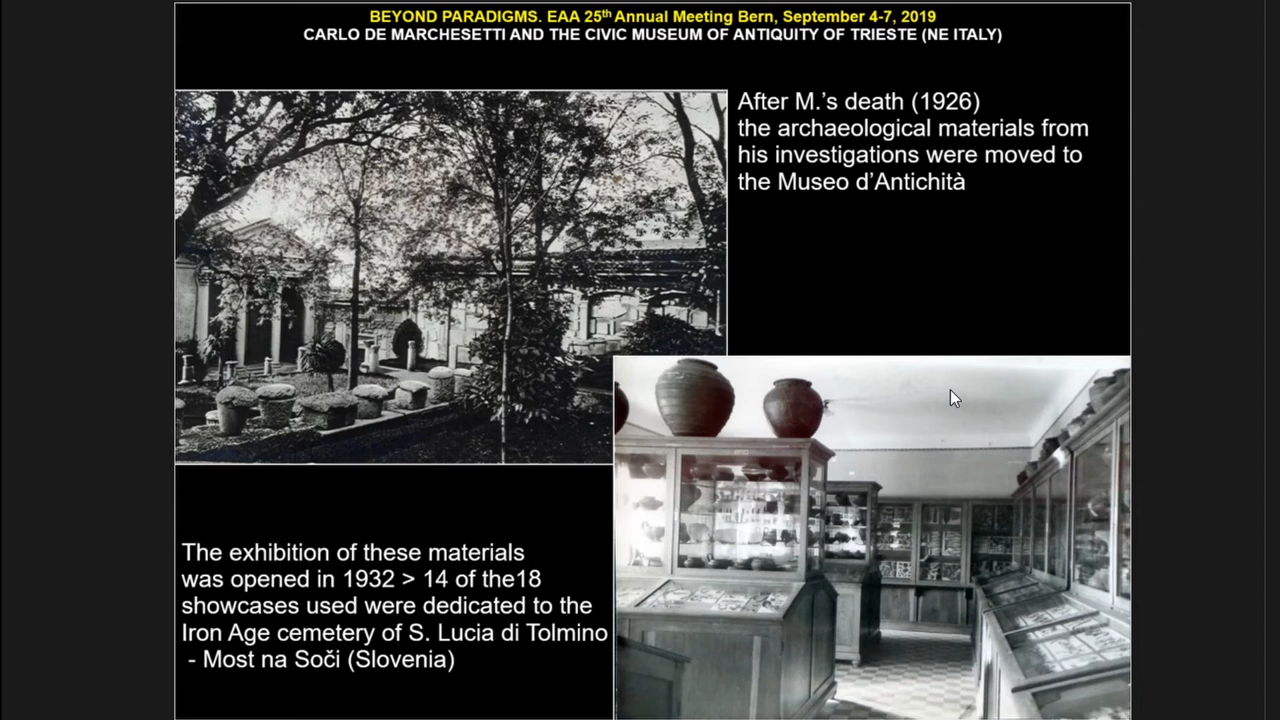 BEYOND PARADIGMS. EAA 25th Annual Meeting Bern, September 4-7, 2019
CARLO DE MARCHESETTI AND THE CIVIC MUSEUM OF ANTIQUITY OF TRIESTE (NE ITALY)
After M.’s death (1926)
the archaeological materials from
his investigations were moved to
the Museo d’Antichità
The exhibition of these materials
was opened in 1932 > 14 of the18
showcases used were dedicated to the
Iron Age cemetery of S. Lucia di Tolmino
- Most na Soči (Slovenia)